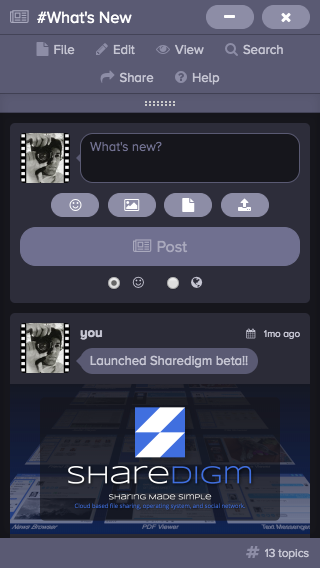 #What's New
File Edit View Search
Share Help
What's new?
Post
you 1mo ago
Launched Sharedigm beta!!
SHAREDIGM
SHARING MADE SIMPLE
Cloud based file sharing, operating system, and social network
News Browser PDF Viewer Text Messenger
# 13 topics